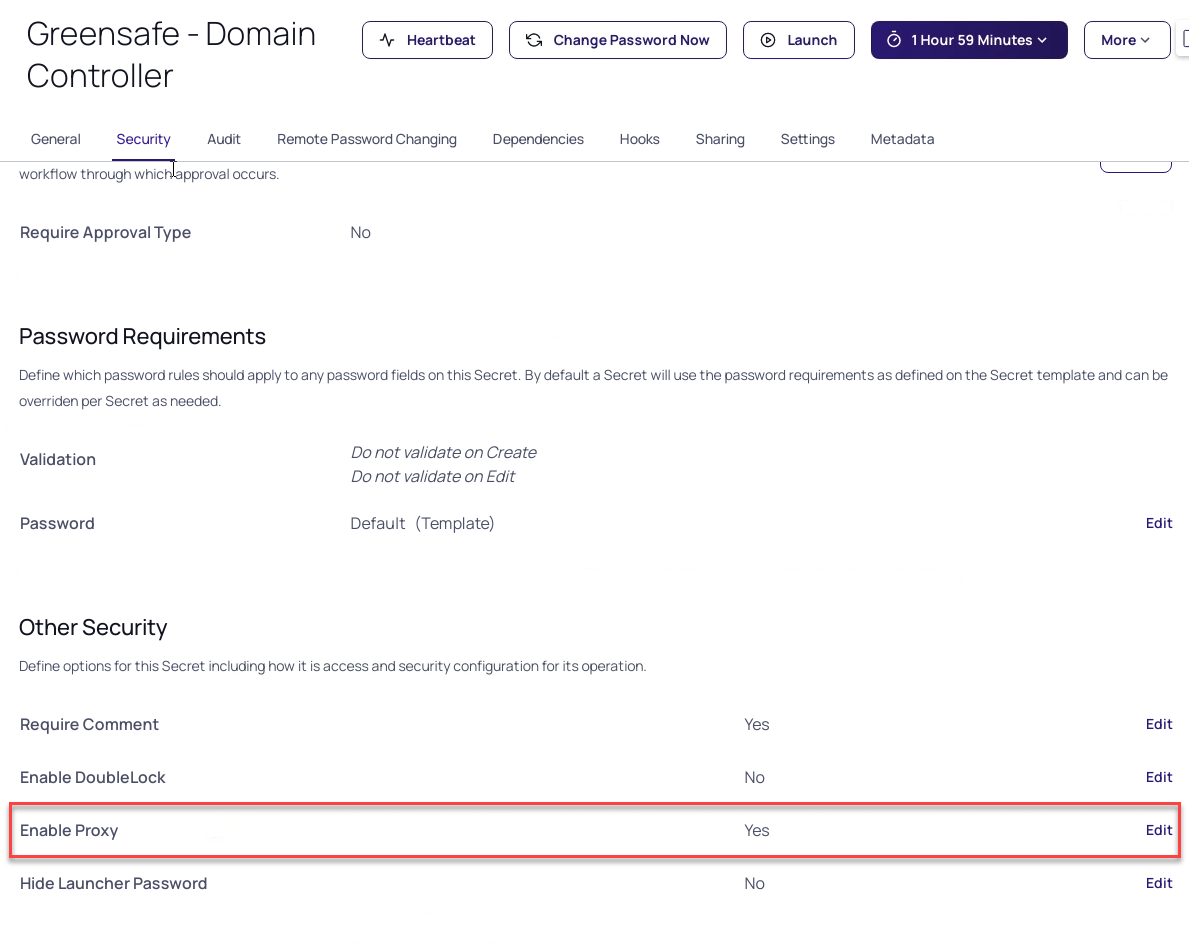 Greensafe - Domain
Controller
Heartbeat
Change Password Now
Launch
1 Hour 59 Minutes
More
General Security Audit Remote Password Changing Dependencies Hooks Sharing Settings Metadata
workflow through which approval occurs.
Require Approval Type No
Password Requirements
Define which password rules should apply to any password fields on this Secret. By default a Secret will use the password requirements as defined on the Secret template and can be
overriden per Secret as needed.
Validation
Do not validate on Create
Do not validate on Edit
Password Default (Template) Edit
Other Security
Define options for this Secret including how it is access and security configuration for its operation.
Require Comment Yes Edit
Enable DoubleLock No Edit
Enable Proxy Yes Edit
Hide Launcher Password No Edit